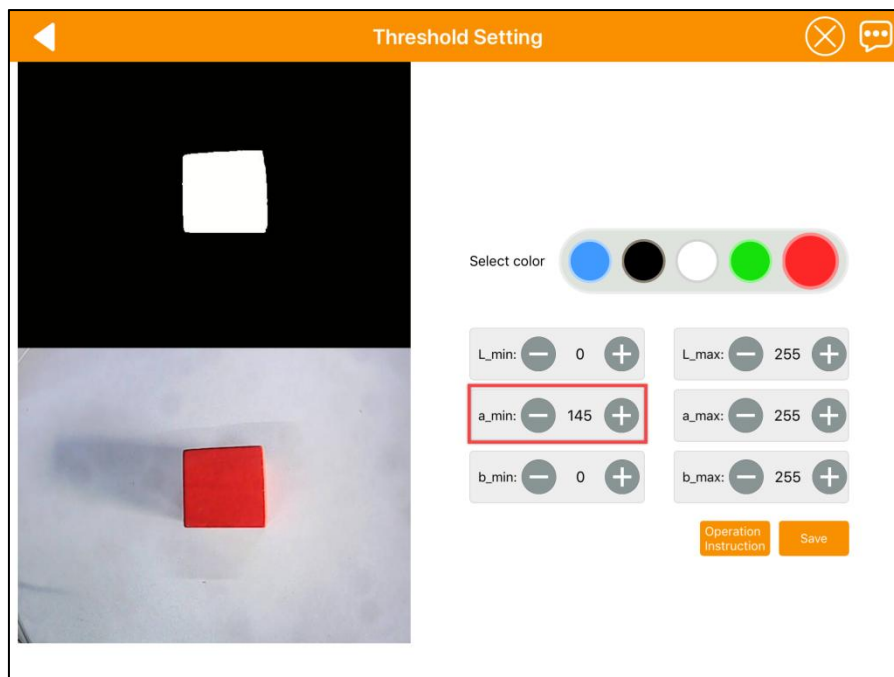 Threshold Setting
Select color
L_min: 0 L_max: 255
a_min: 145 a_max: 255
b_min: 0 b_max: 255
Operation
Instruction
Save